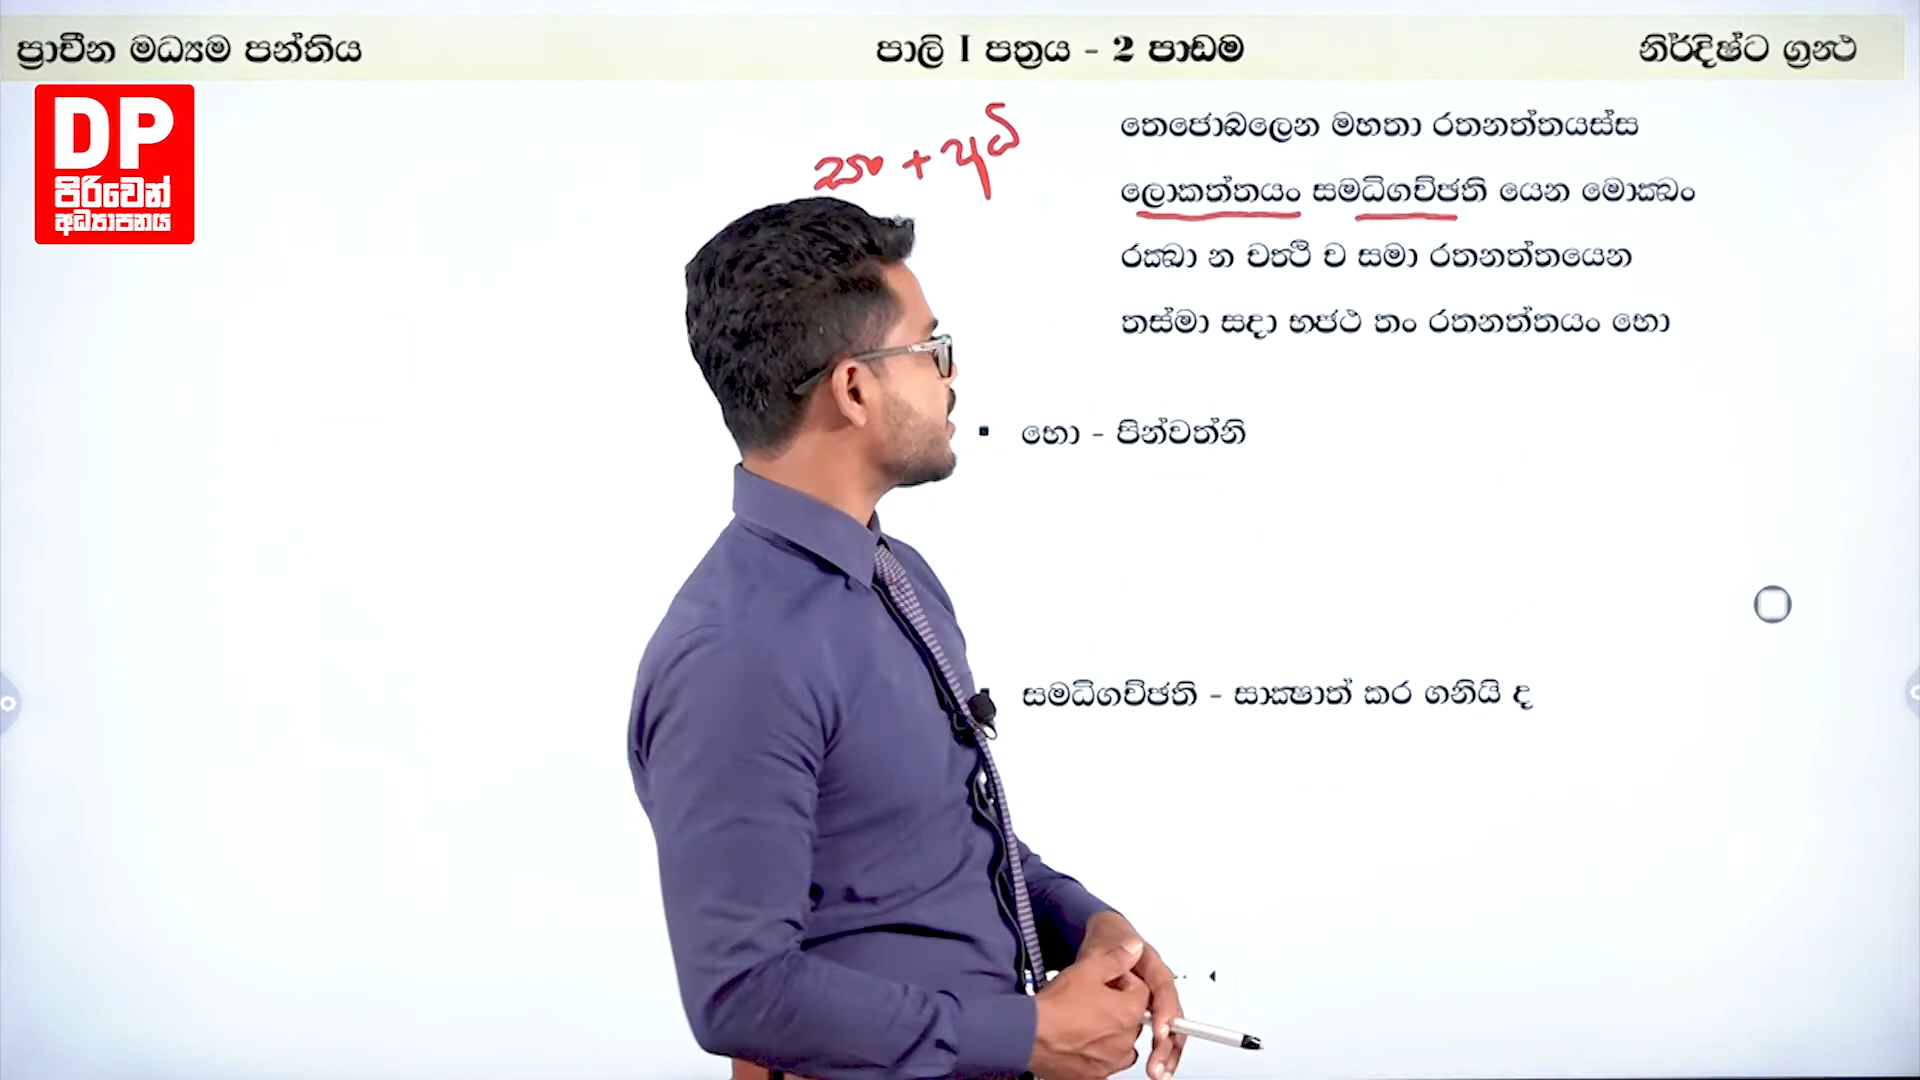 ප්‍රාචීන මධ්‍යම පන්තිය
පාලි I පත්‍රය - 2 පාඩම
නිර්දිෂ්ට ග්‍රන්ථ
DP
පිරිවෙන්
අධ්‍යාපනය
සං + අධි
තෙජොබලෙන මහතා රතනත්තයස්ස
ලොකත්තයං සමධිගච්ඡති යෙන මොක්ඛං
රක්ඛා න චත්ථි ච සමා රතනත්තයෙන
තස්මා සදා භජථ තං රතනත්තයං භො
▪ භො - පින්වත්නි
සමධිගච්ඡති - සාක්‍ෂාත් කර ගනියි ද